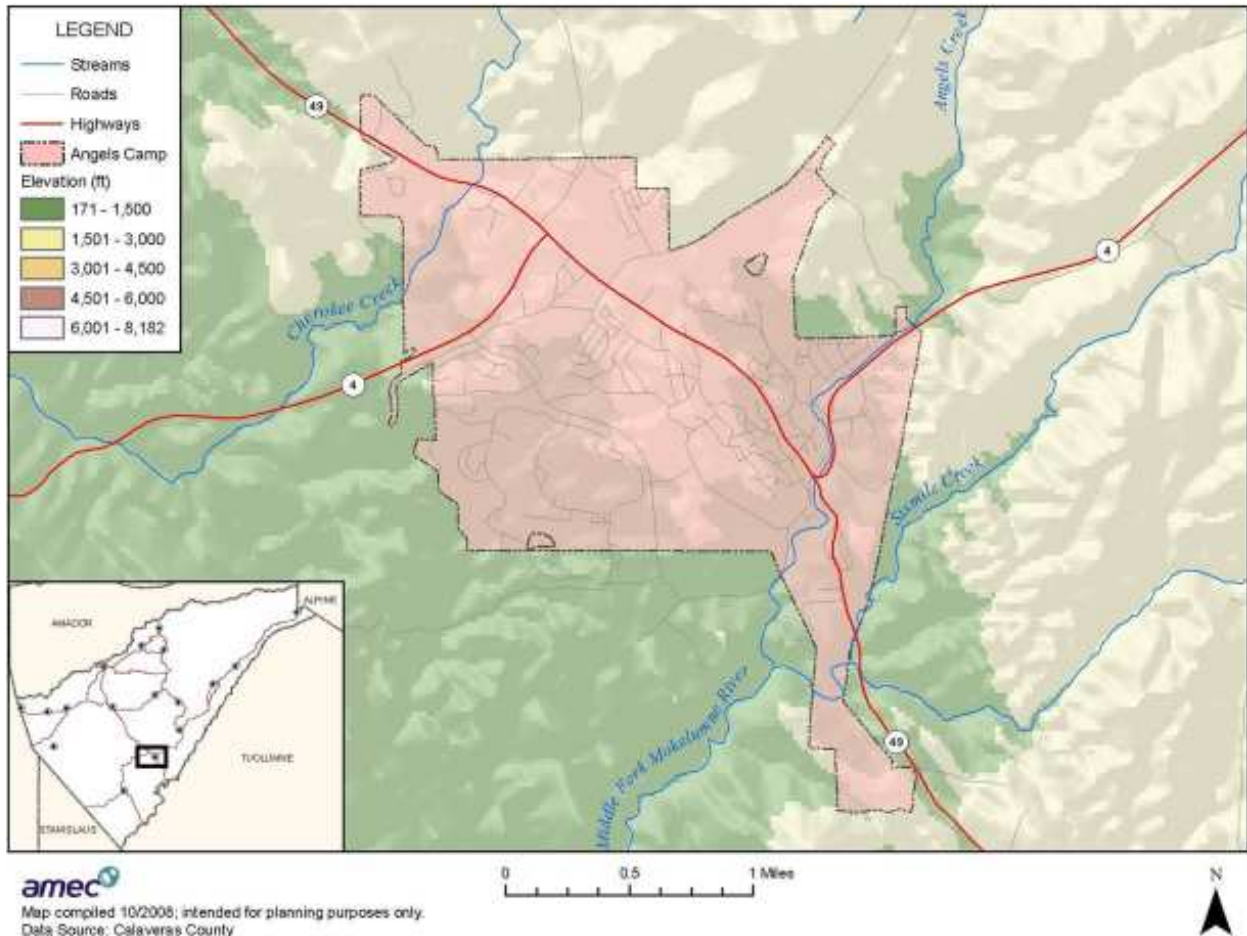 LEGEND
Streams
Roads
Highways
Angels Camp
Elevation (ft)
171 - 1,500
1,501 - 3,000
3,001 - 4,500
4,501 - 6,000
6,001 - 8,182
49
Angels Creek
4
Cherokee Creek
4
Sixmile Creek
Middle Fork Mokelumne River
49
AMADOR
ALPINE
TUOLUMNE
STANISLAUS
amec
0 0.5 1 Miles
N
Map compiled 10/2008; intended for planning purposes only.
Data Source: Calaveras County